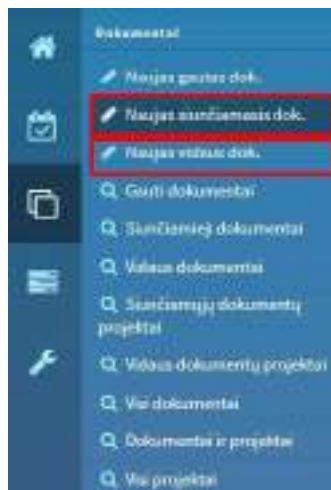 Dokumentai
Naujas gautas dok.
Naujas siunčiamasis dok.
Naujas vidaus dok.
Gauti dokumentai
Siunčiamieji dokumentai
Vidaus dokumentai
Siunčiamųjų dokumentų
projektai
Vidaus dokumentų projektai
Visi dokumentai
Dokumentai ir projektai
Visi projektai